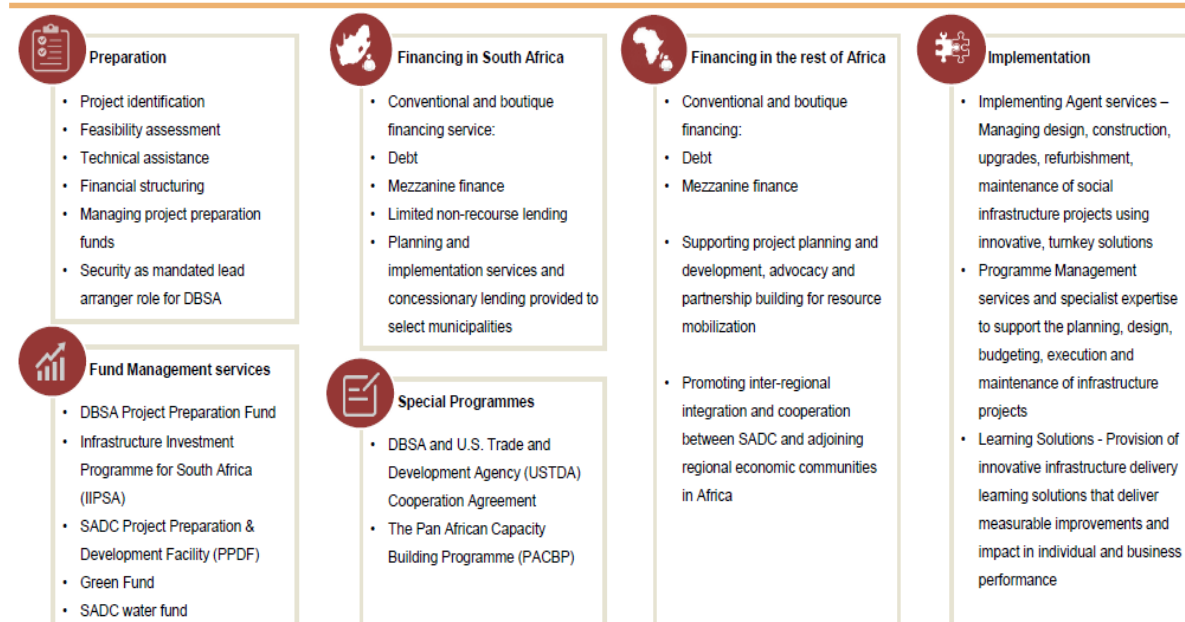 Preparation
• Project identification
• Feasibility assessment
• Technical assistance
• Financial structuring
• Managing project preparation
funds
• Security as mandated lead
arranger role for DBSA
Fund Management services
• DBSA Project Preparation Fund
• Infrastructure Investment
Programme for South Africa
(IIPSA)
• SADC Project Preparation &
Development Facility (PPDF)
• Green Fund
• SADC water fund
Financing in South Africa
• Conventional and boutique
financing service:
• Debt
• Mezzanine finance
• Limited non-recourse lending
• Planning and
implementation services and
concessionary lending provided to
select municipalities
Special Programmes
• DBSA and U.S. Trade and
Development Agency (USTDA)
Cooperation Agreement
• The Pan African Capacity
Building Programme (PACBP)
Financing in the rest of Africa
• Conventional and boutique
financing:
• Debt
• Mezzanine finance
• Supporting project planning and
development, advocacy and
partnership building for resource
mobilization
• Promoting inter-regional
integration and cooperation
between SADC and adjoining
regional economic communities
in Africa
Implementation
• Implementing Agent services –
Managing design, construction,
upgrades, refurbishment,
maintenance of social
infrastructure projects using
innovative, turnkey solutions
• Programme Management
services and specialist expertise
to support the planning, design,
budgeting, execution and
maintenance of infrastructure
projects
• Learning Solutions - Provision of
innovative infrastructure delivery
learning solutions that deliver
measurable improvements and
impact in individual and business
performance